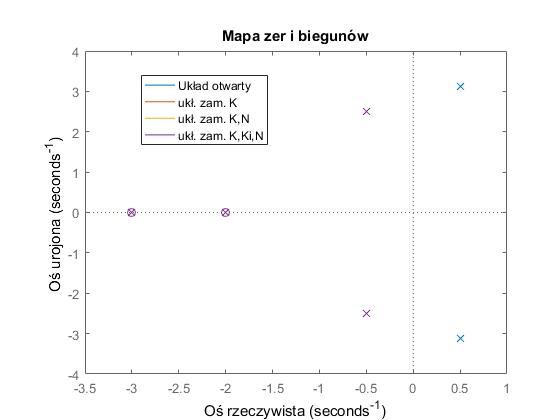 Mapa zer i biegunów
4
3
2
1
0
-1
-2
-3
-4
Oś urojona (seconds⁻¹)
Układ otwarty
ukł. zam. K
ukł. zam. K,N
ukł. zam. K,Ki,N
-3.5 -3 -2.5 -2 -1.5 -1 -0.5 0 0.5 1
Oś rzeczywista (seconds⁻¹)